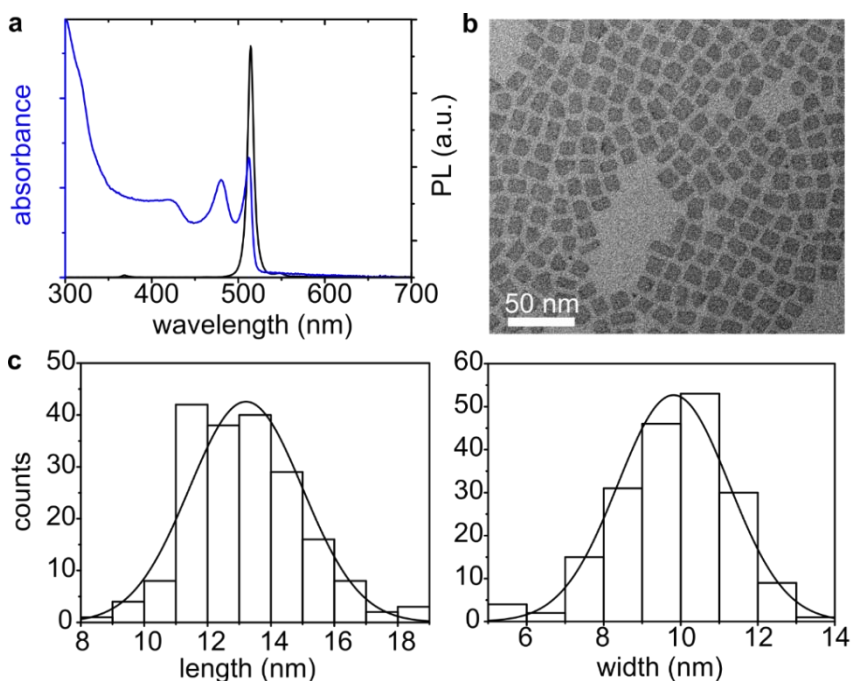 a
absorbance
PL (a.u.)
300 400 500 600 700
wavelength (nm)
b
50 nm
c
50
40
30
20
10
0
counts
8 10 12 14 16 18
length (nm)
60
50
40
30
20
10
0
6 8 10 12 14
width (nm)